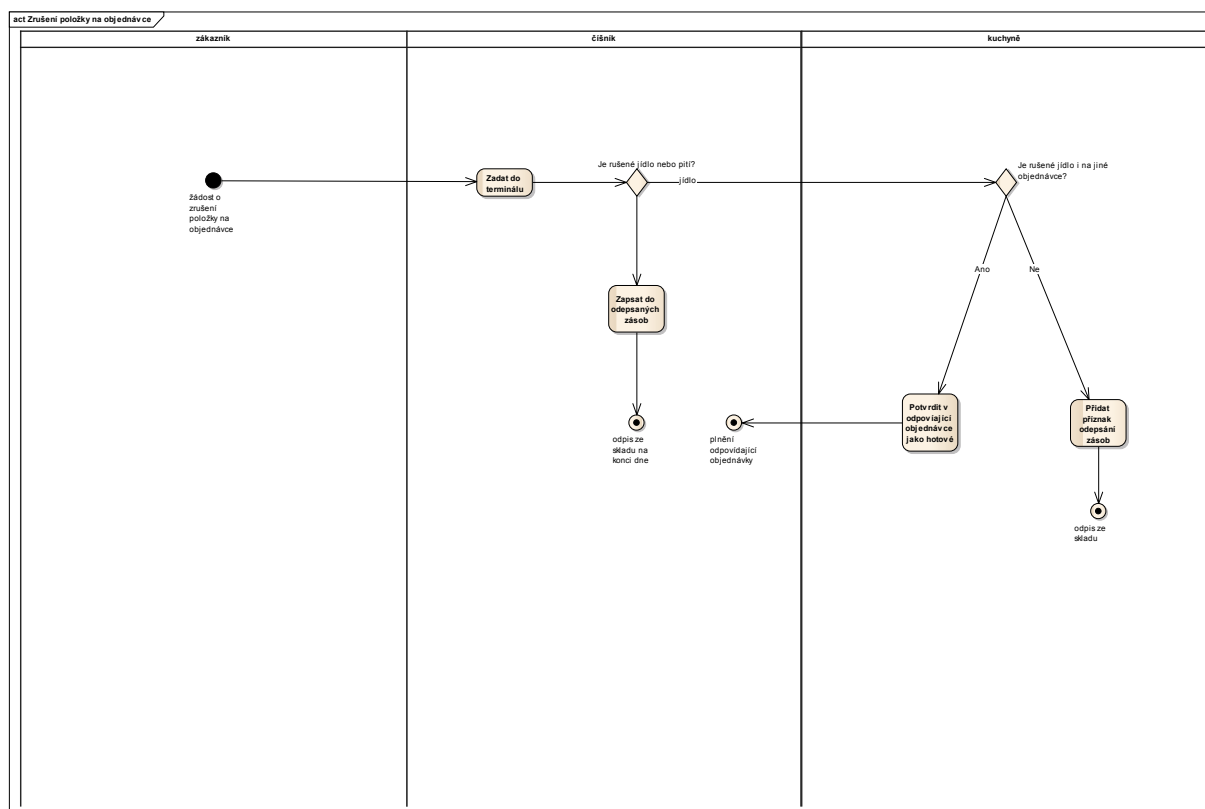 act Zrušení položky na objednávce
zákazník
číšník
kuchyně
žádost o
zrušení
položky na
objednávce
Zadat do
terminálu
Je rušené jídlo nebo pití?
jídlo
Je rušené jídlo i na jiné
objednávce?
Zapsat do
odepsaných
zásob
odpis ze
skladu na
konci dne
plnění
odpovídající
objednávky
Ano
Ne
Potvrdit v
odpoviající
objednávce
jako hotové
Přidat
příznak
odepsání
zásob
odpis ze
skladu